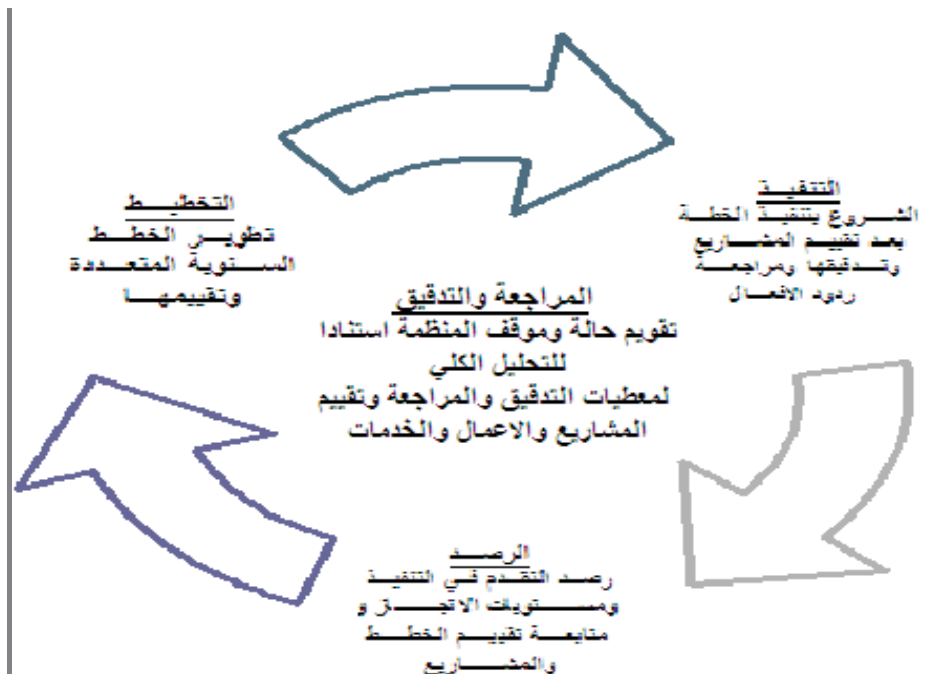 التخطيط
تطوير الخطط
السنوية المتعددة
وتقييمها
التنفيذ
الشروع بتنفيذ الخطة
بعد تقييم المشاريع
وتدقيقها ومراجعة
ردود الافعال
المراجعة والتدقيق
تقويم حالة وموقف المنظمة استنادا
للتحليل الكلي
لمعطيات التدقيق والمراجعة وتقييم
المشاريع والاعمال والخدمات
الرصد
رصد التقدم في التنفيذ
ومستويات الانجاز و
متابعة تقييم الخطط
والمشاريع